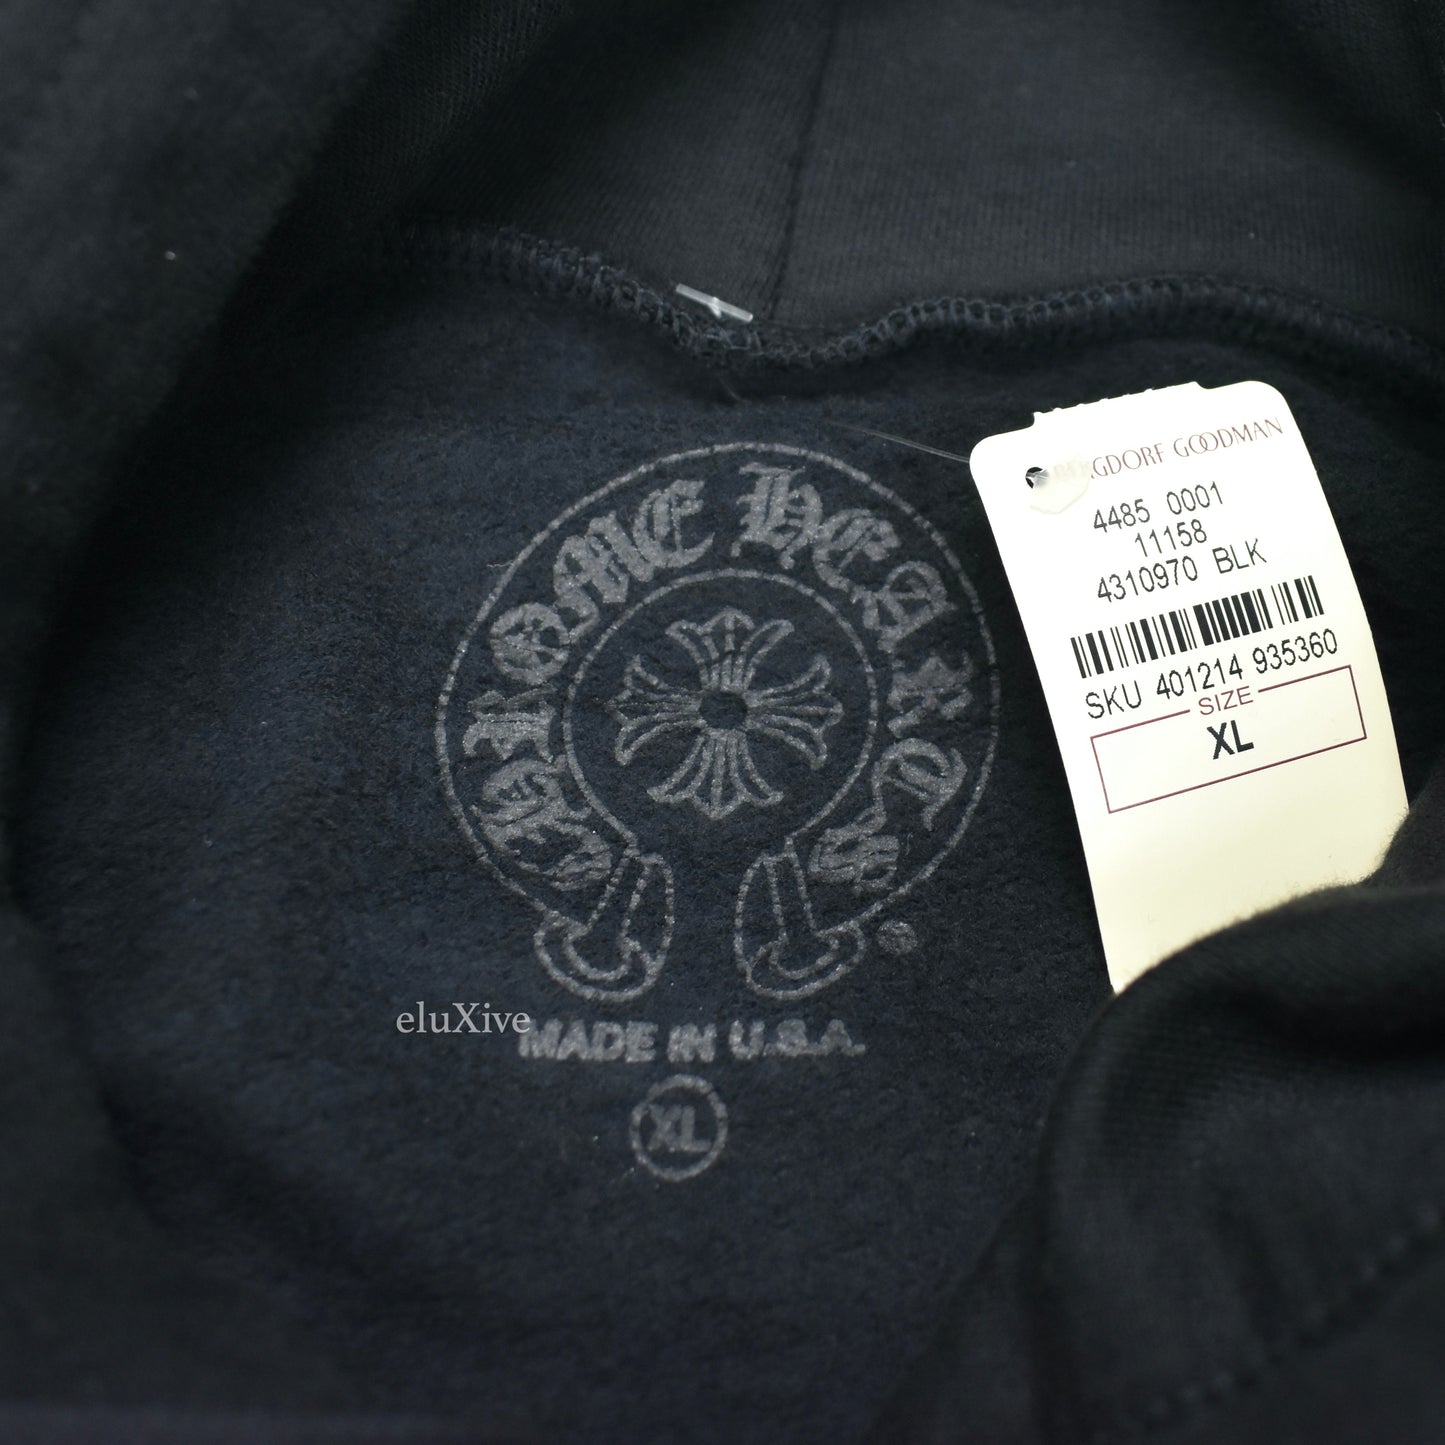 CHROME HEARTS
®
MADE IN U.S.A.
XL
eluXive
BERGDORF GOODMAN
4485 0001
11158
4310970 BLK
SKU 401214 935360
SIZE
XL